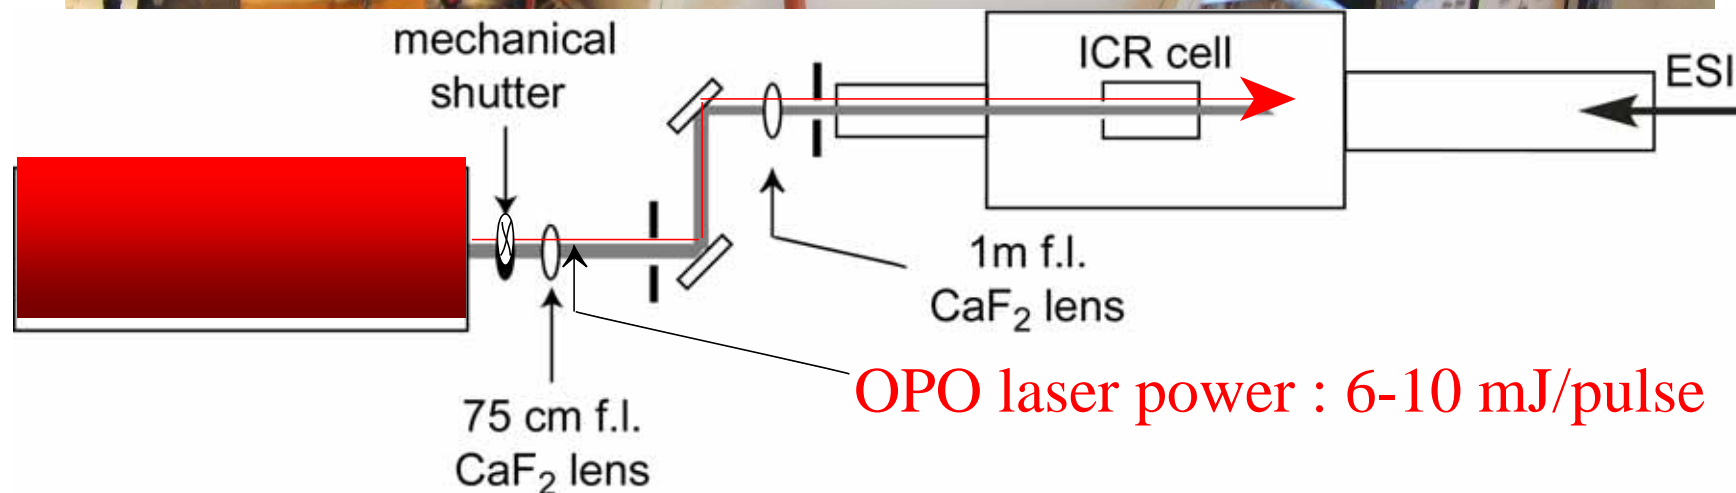 mechanical
shutter
ICR cell
ESI
1m f.l.
CaF₂ lens
OPO laser power : 6-10 mJ/pulse
75 cm f.l.
CaF₂ lens